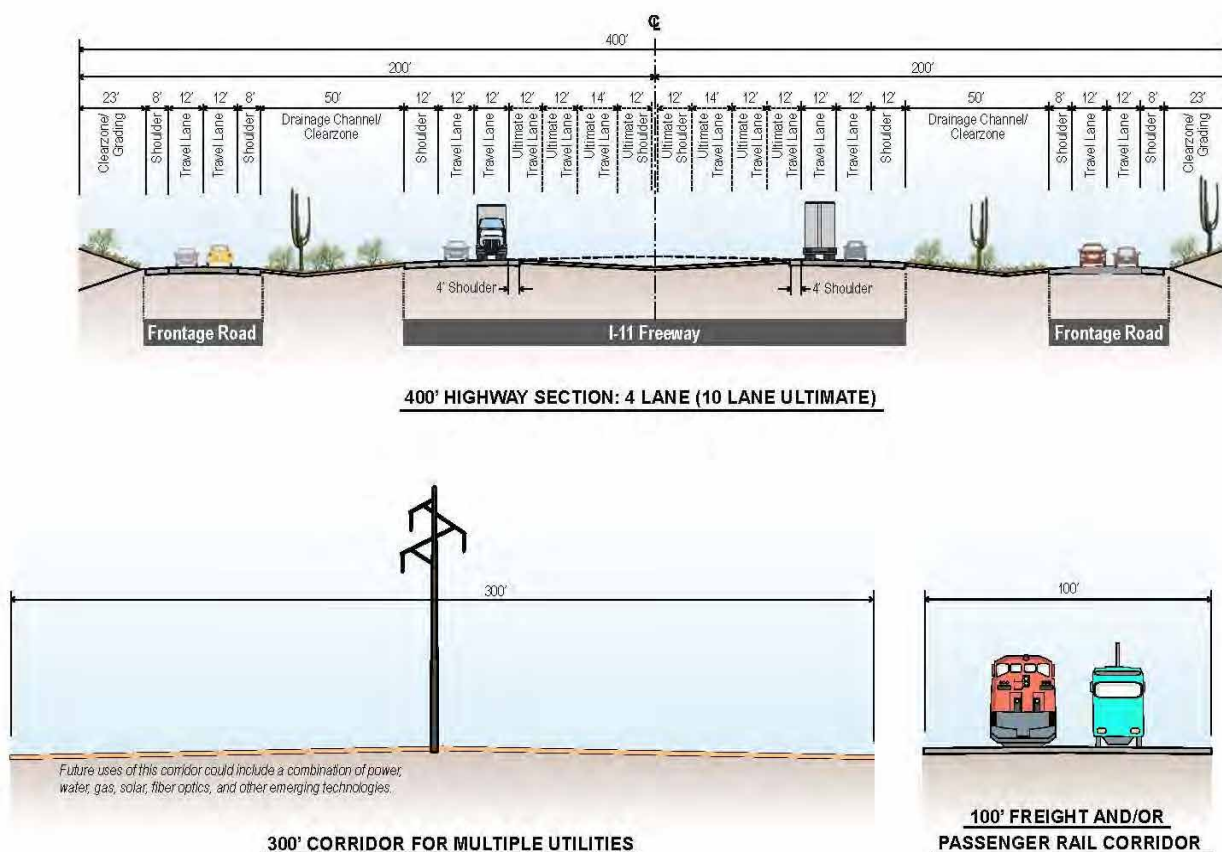 ℄
400'
200' 200'
23' 8' 12' 12' 8' 50' 12' 12' 12' 12' 12' 14' 12' 12' 14' 12' 12' 12' 12' 12' 50' 8' 12' 12' 8' 23'
Clearzone/
Grading
Shoulder
Travel Lane
Travel Lane
Shoulder
Drainage Channel/
Clearzone
Shoulder
Travel Lane
Travel Lane
Ultimate
Travel Lane
Ultimate
Travel Lane
Ultimate
Travel Lane
Ultimate
Shoulder
Ultimate
Shoulder
Ultimate
Travel Lane
Ultimate
Travel Lane
Ultimate
Travel Lane
Travel Lane
Travel Lane
Shoulder
Drainage Channel/
Clearzone
Shoulder
Travel Lane
Travel Lane
Shoulder
Clearzone/
Grading
4' Shoulder 4' Shoulder
Frontage Road I-11 Freeway Frontage Road
400' HIGHWAY SECTION: 4 LANE (10 LANE ULTIMATE)
300'
Future uses of this corridor could include a combination of power,
water, gas, solar, fiber optics, and other emerging technologies.
300' CORRIDOR FOR MULTIPLE UTILITIES
100'
100' FREIGHT AND/OR
PASSENGER RAIL CORRIDOR